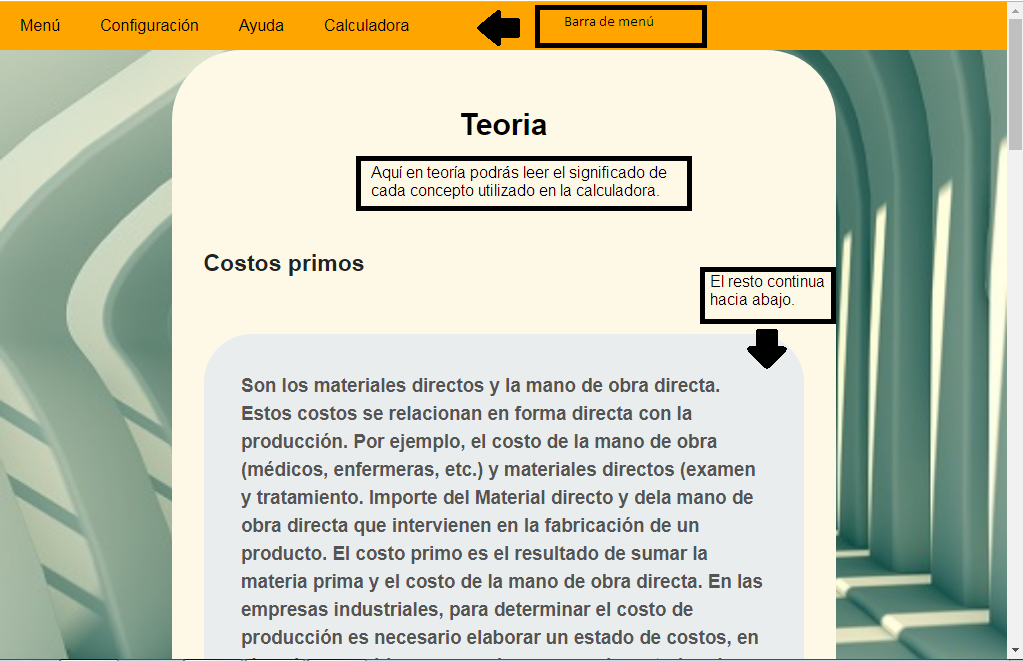 Menú Configuración Ayuda Calculadora Barra de menú
Teoria
Aquí en teoría podrás leer el significado de
cada concepto utilizado en la calculadora.
Costos primos
El resto continua
hacia abajo.
Son los materiales directos y la mano de obra directa.
Estos costos se relacionan en forma directa con la
producción. Por ejemplo, el costo de la mano de obra
(médicos, enfermeras, etc.) y materiales directos (examen
y tratamiento. Importe del Material directo y dela mano de
obra directa que intervienen en la fabricación de un
producto. El costo primo es el resultado de sumar la
materia prima y el costo de la mano de obra directa. En las
empresas industriales, para determinar el costo de
producción es necesario elaborar un estado de costos, en